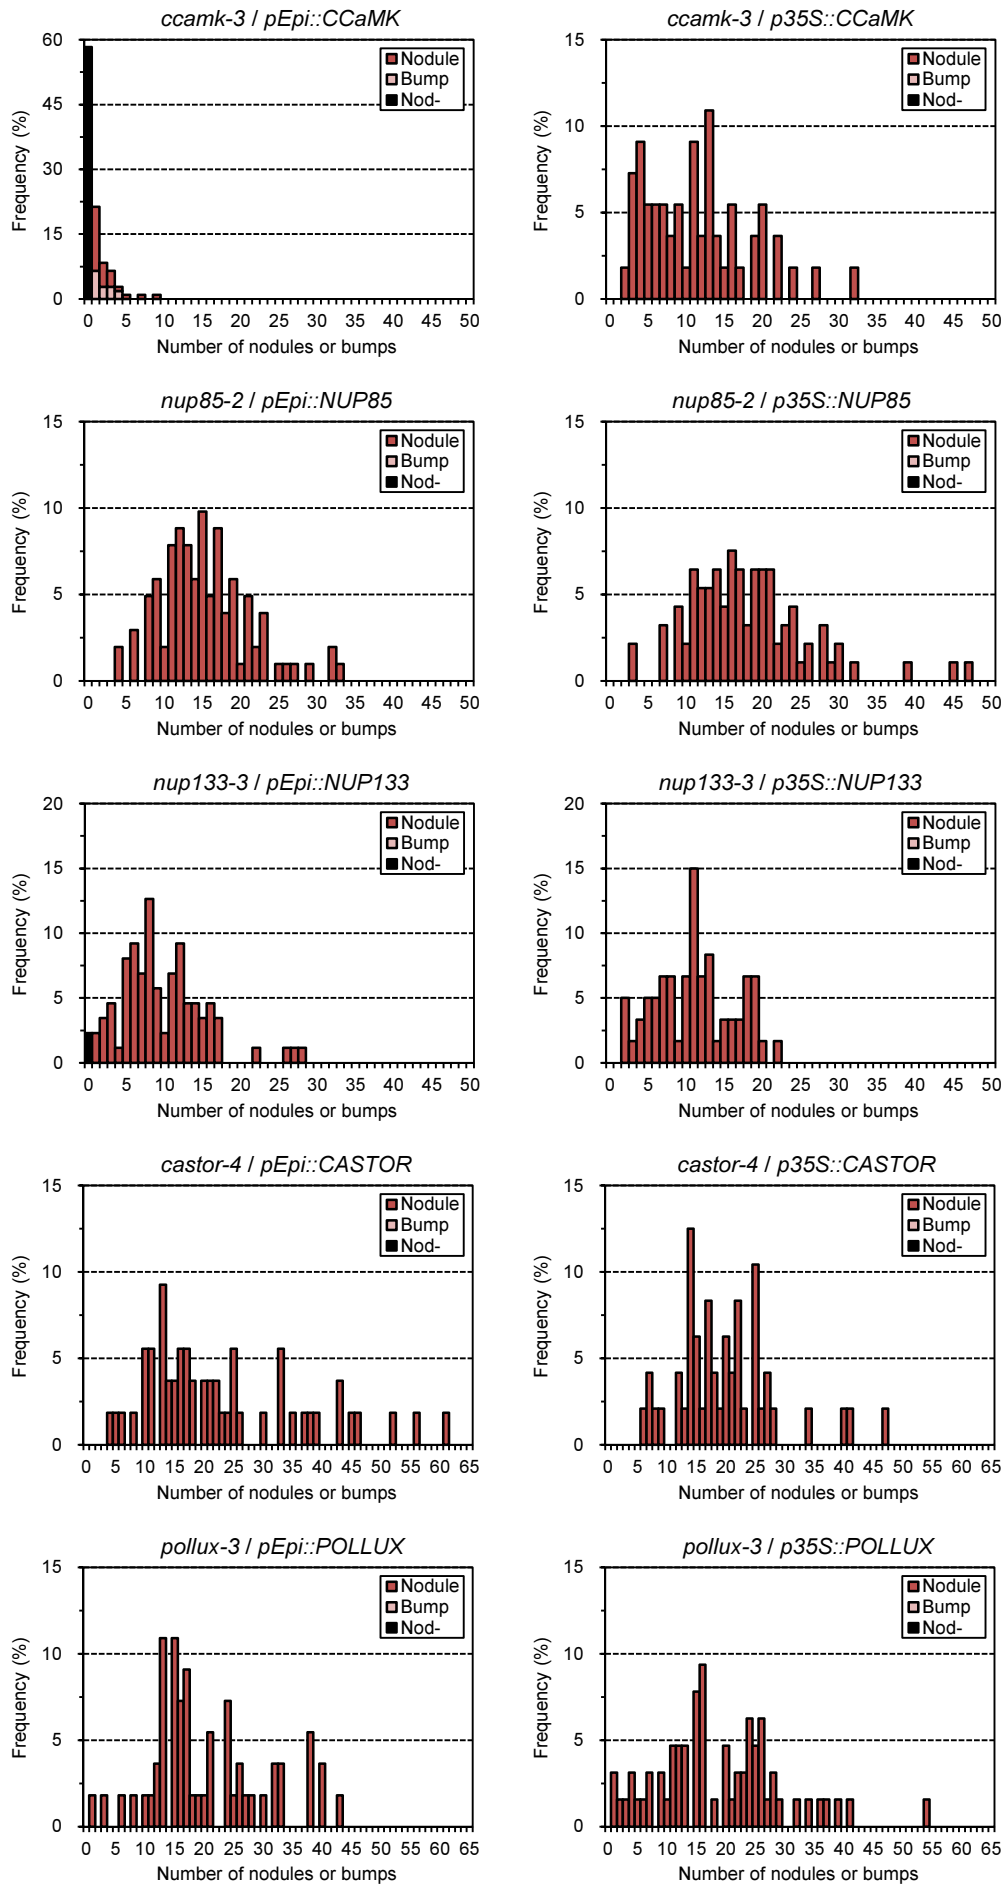 ccamk-3 / pEpi::CCaMK
60
45
30
15
0
Frequency (%)
Nodule
Bump
Nod-
0 5 10 15 20 25 30 35 40 45 50
Number of nodules or bumps
ccamk-3 / p35S::CCaMK
15
10
5
0
Frequency (%)
Nodule
Bump
Nod-
0 5 10 15 20 25 30 35 40 45 50
Number of nodules or bumps
nup85-2 / pEpi::NUP85
15
10
5
0
Frequency (%)
Nodule
Bump
Nod-
0 5 10 15 20 25 30 35 40 45 50
Number of nodules or bumps
nup85-2 / p35S::NUP85
15
10
5
0
Frequency (%)
Nodule
Bump
Nod-
0 5 10 15 20 25 30 35 40 45 50
Number of nodules or bumps
nup133-3 / pEpi::NUP133
20
15
10
5
0
Frequency (%)
Nodule
Bump
Nod-
0 5 10 15 20 25 30 35 40 45 50
Number of nodules or bumps
nup133-3 / p35S::NUP133
20
15
10
5
0
Frequency (%)
Nodule
Bump
Nod-
0 5 10 15 20 25 30 35 40 45 50
Number of nodules or bumps
castor-4 / pEpi::CASTOR
15
10
5
0
Frequency (%)
Nodule
Bump
Nod-
0 5 10 15 20 25 30 35 40 45 50 55 60 65
Number of nodules or bumps
castor-4 / p35S::CASTOR
15
10
5
0
Frequency (%)
Nodule
Bump
Nod-
0 5 10 15 20 25 30 35 40 45 50 55 60 65
Number of nodules or bumps
pollux-3 / pEpi::POLLUX
15
10
5
0
Frequency (%)
Nodule
Bump
Nod-
0 5 10 15 20 25 30 35 40 45 50 55 60 65
Number of nodules or bumps
pollux-3 / p35S::POLLUX
15
10
5
0
Frequency (%)
Nodule
Bump
Nod-
0 5 10 15 20 25 30 35 40 45 50 55 60 65
Number of nodules or bumps